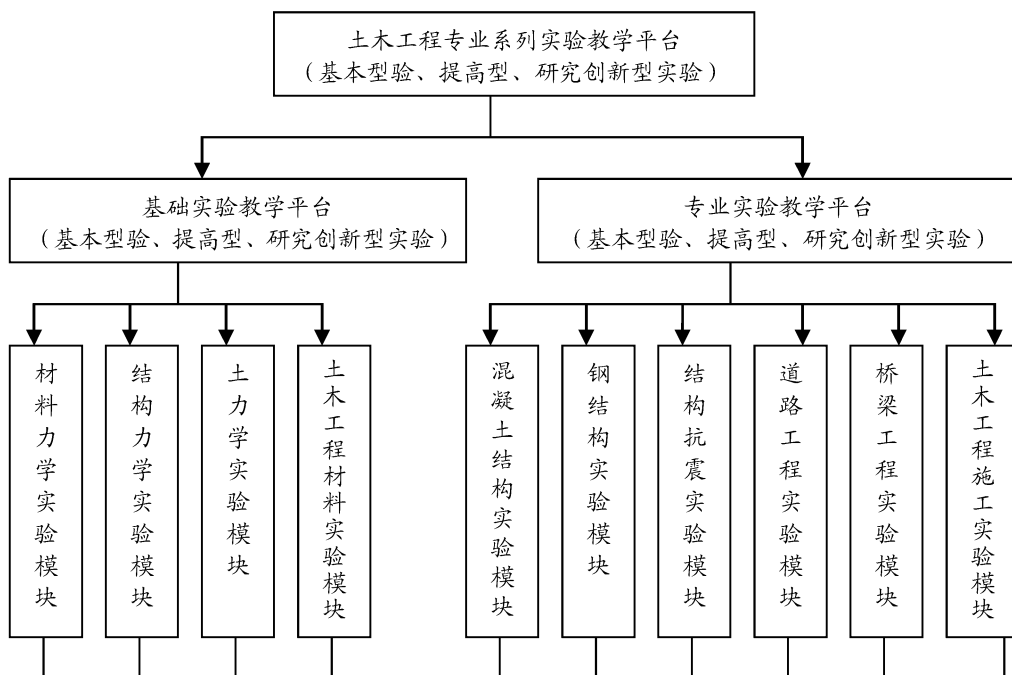 土木工程专业系列实验教学平台
（基本型验、提高型、研究创新型实验）
基础实验教学平台
（基本型验、提高型、研究创新型实验）
专业实验教学平台
（基本型验、提高型、研究创新型实验）
材料力学实验模块
结构力学实验模块
土力学实验模块
土木工程材料实验模块
混凝土结构实验模块
钢结构实验模块
结构抗震实验模块
道路工程实验模块
桥梁工程实验模块
土木工程施工实验模块